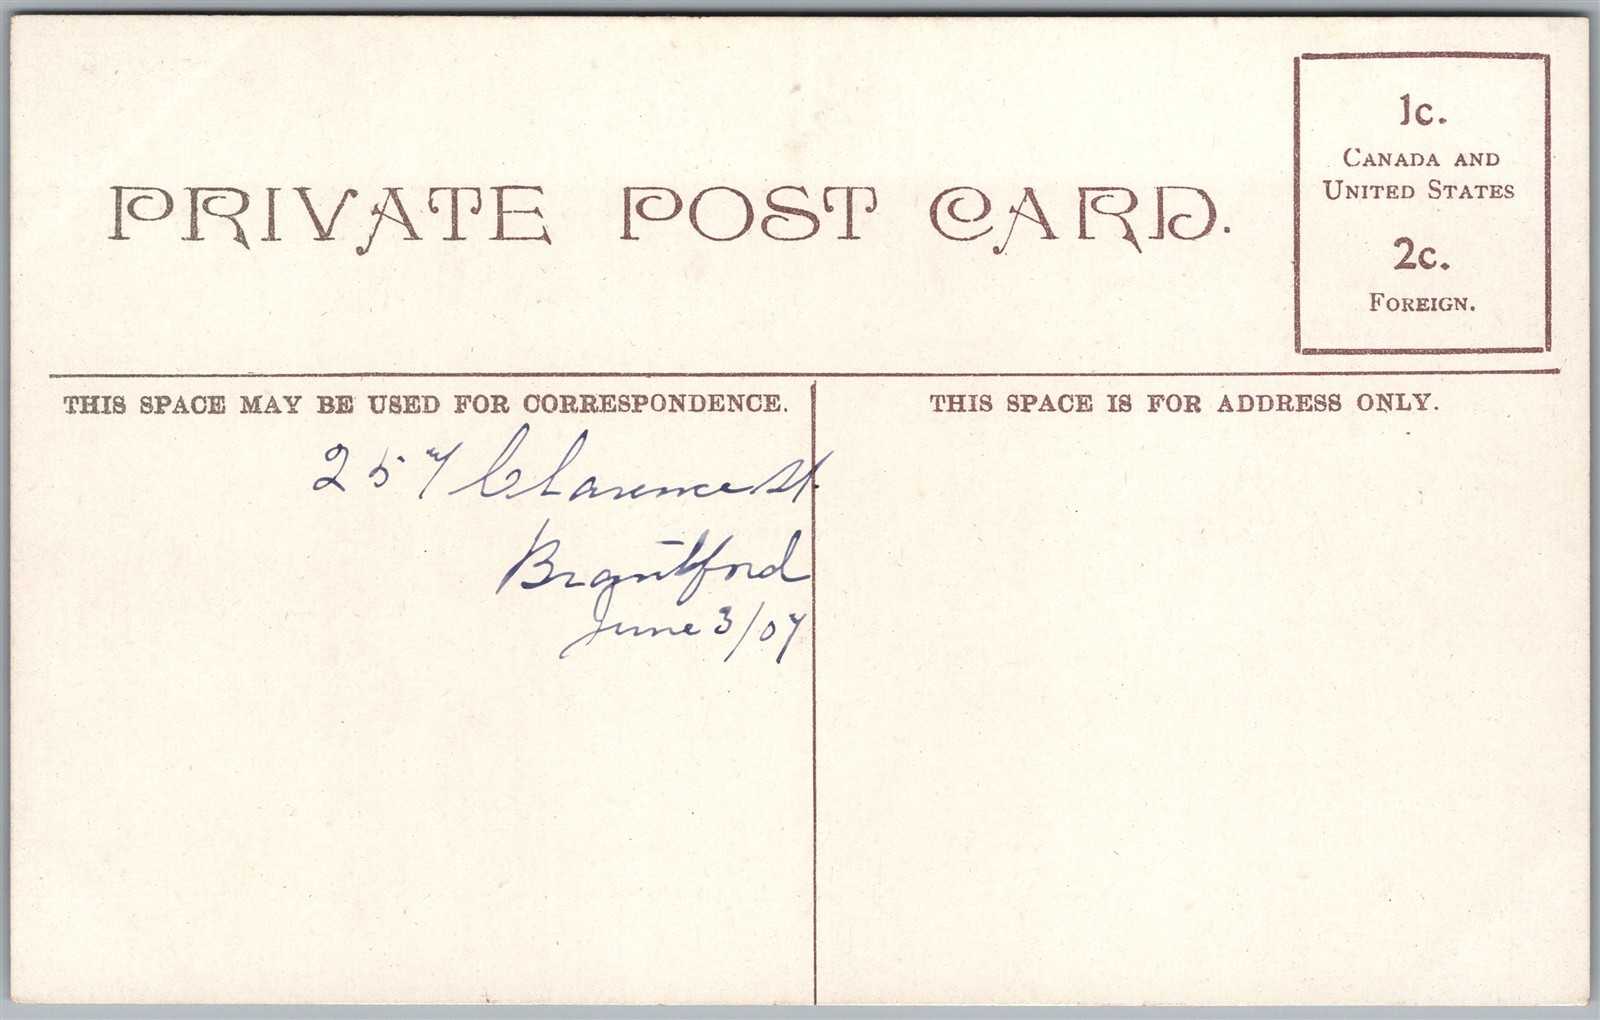 PRIVATE POST CARD.
1c.
CANADA AND
UNITED STATES
2c.
FOREIGN.
THIS SPACE MAY BE USED FOR CORRESPONDENCE.
THIS SPACE IS FOR ADDRESS ONLY.
257 Clarence St.
Brantford
June 3/07